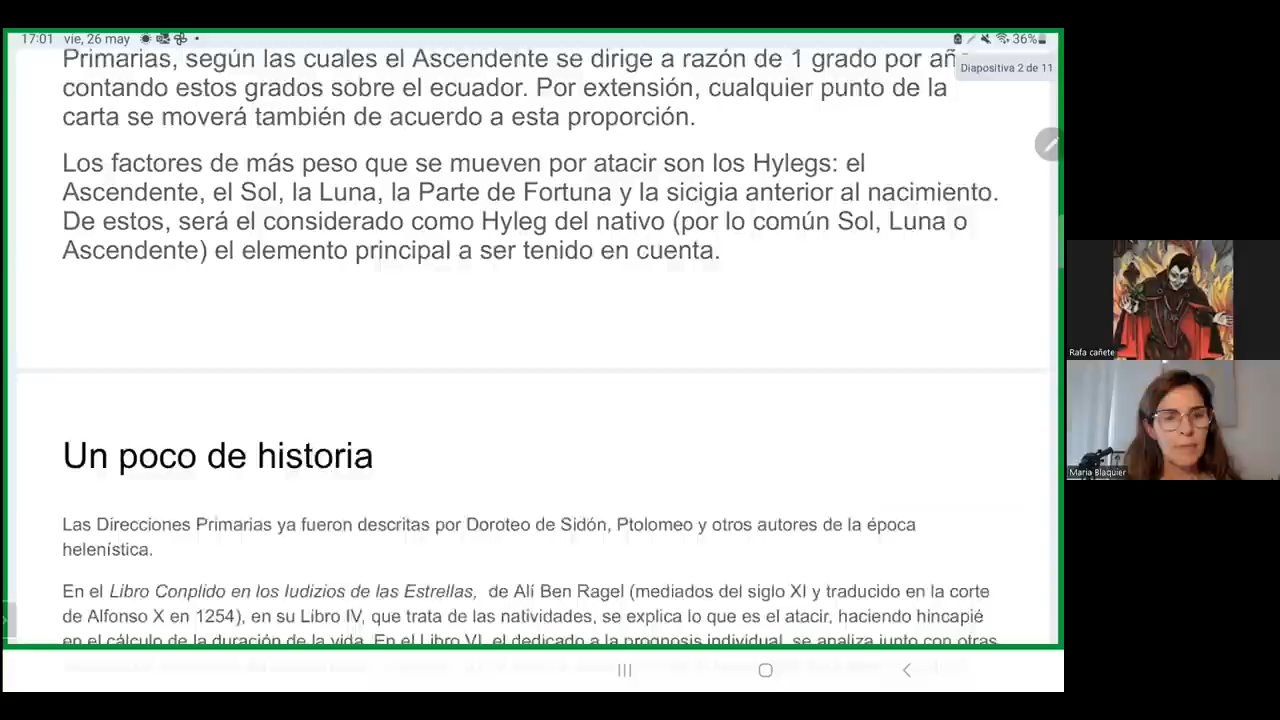 17:01 vie, 26 may
36%
Primarias, según las cuales el Ascendente se dirige a razón de 1 grado por añ
Diapositiva 2 de 11
contando estos grados sobre el ecuador. Por extensión, cualquier punto de la
carta se moverá también de acuerdo a esta proporción.
Los factores de más peso que se mueven por atacir son los Hylegs: el
Ascendente, el Sol, la Luna, la Parte de Fortuna y la sicigia anterior al nacimiento.
De estos, será el considerado como Hyleg del nativo (por lo común Sol, Luna o
Ascendente) el elemento principal a ser tenido en cuenta.
Un poco de historia
Las Direcciones Primarias ya fueron descritas por Doroteo de Sidón, Ptolomeo y otros autores de la época
helenística.
En el Libro Conplido en los Iudizios de las Estrellas, de Alí Ben Ragel (mediados del siglo XI y traducido en la corte
de Alfonso X en 1254), en su Libro IV, que trata de las natividades, se explica lo que es el atacir, haciendo hincapié
en el cálculo de la duración de la vida. En el Libro VI, el dedicado a la prognosis individual, se analiza junto con otras
Rafa cañete
Maria Blaquier